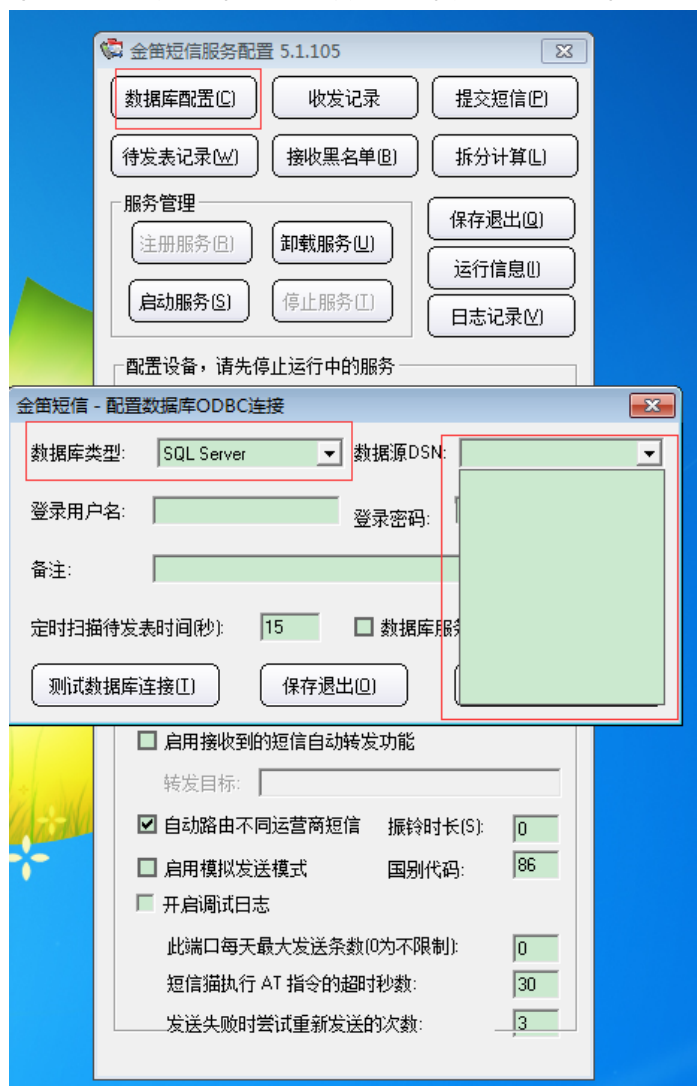 金笛短信服务配置 5.1.105
数据库配置(C) 收发记录 提交短信(P)
待发表记录(W) 接收黑名单(B) 拆分计算(L)
服务管理
注册服务(R) 卸载服务(U) 保存退出(Q)
运行信息(I)
启动服务(S) 停止服务(T) 日志记录(V)
配置设备，请先停止运行中的服务
金笛短信 - 配置数据库ODBC连接
数据库类型: SQL Server 数据源DSN:
登录用户名: 登录密码:
备注:
定时扫描待发表时间(秒): 15 数据库服
测试数据库连接(T) 保存退出(O)
启用接收到的短信自动转发功能
转发目标:
自动路由不同运营商短信 振铃时长(S): 0
启用模拟发送模式 国别代码: 86
开启调试日志
此端口每天最大发送条数(0为不限制): 0
短信猫执行 AT 指令的超时秒数: 30
发送失败时尝试重新发送的次数: 3